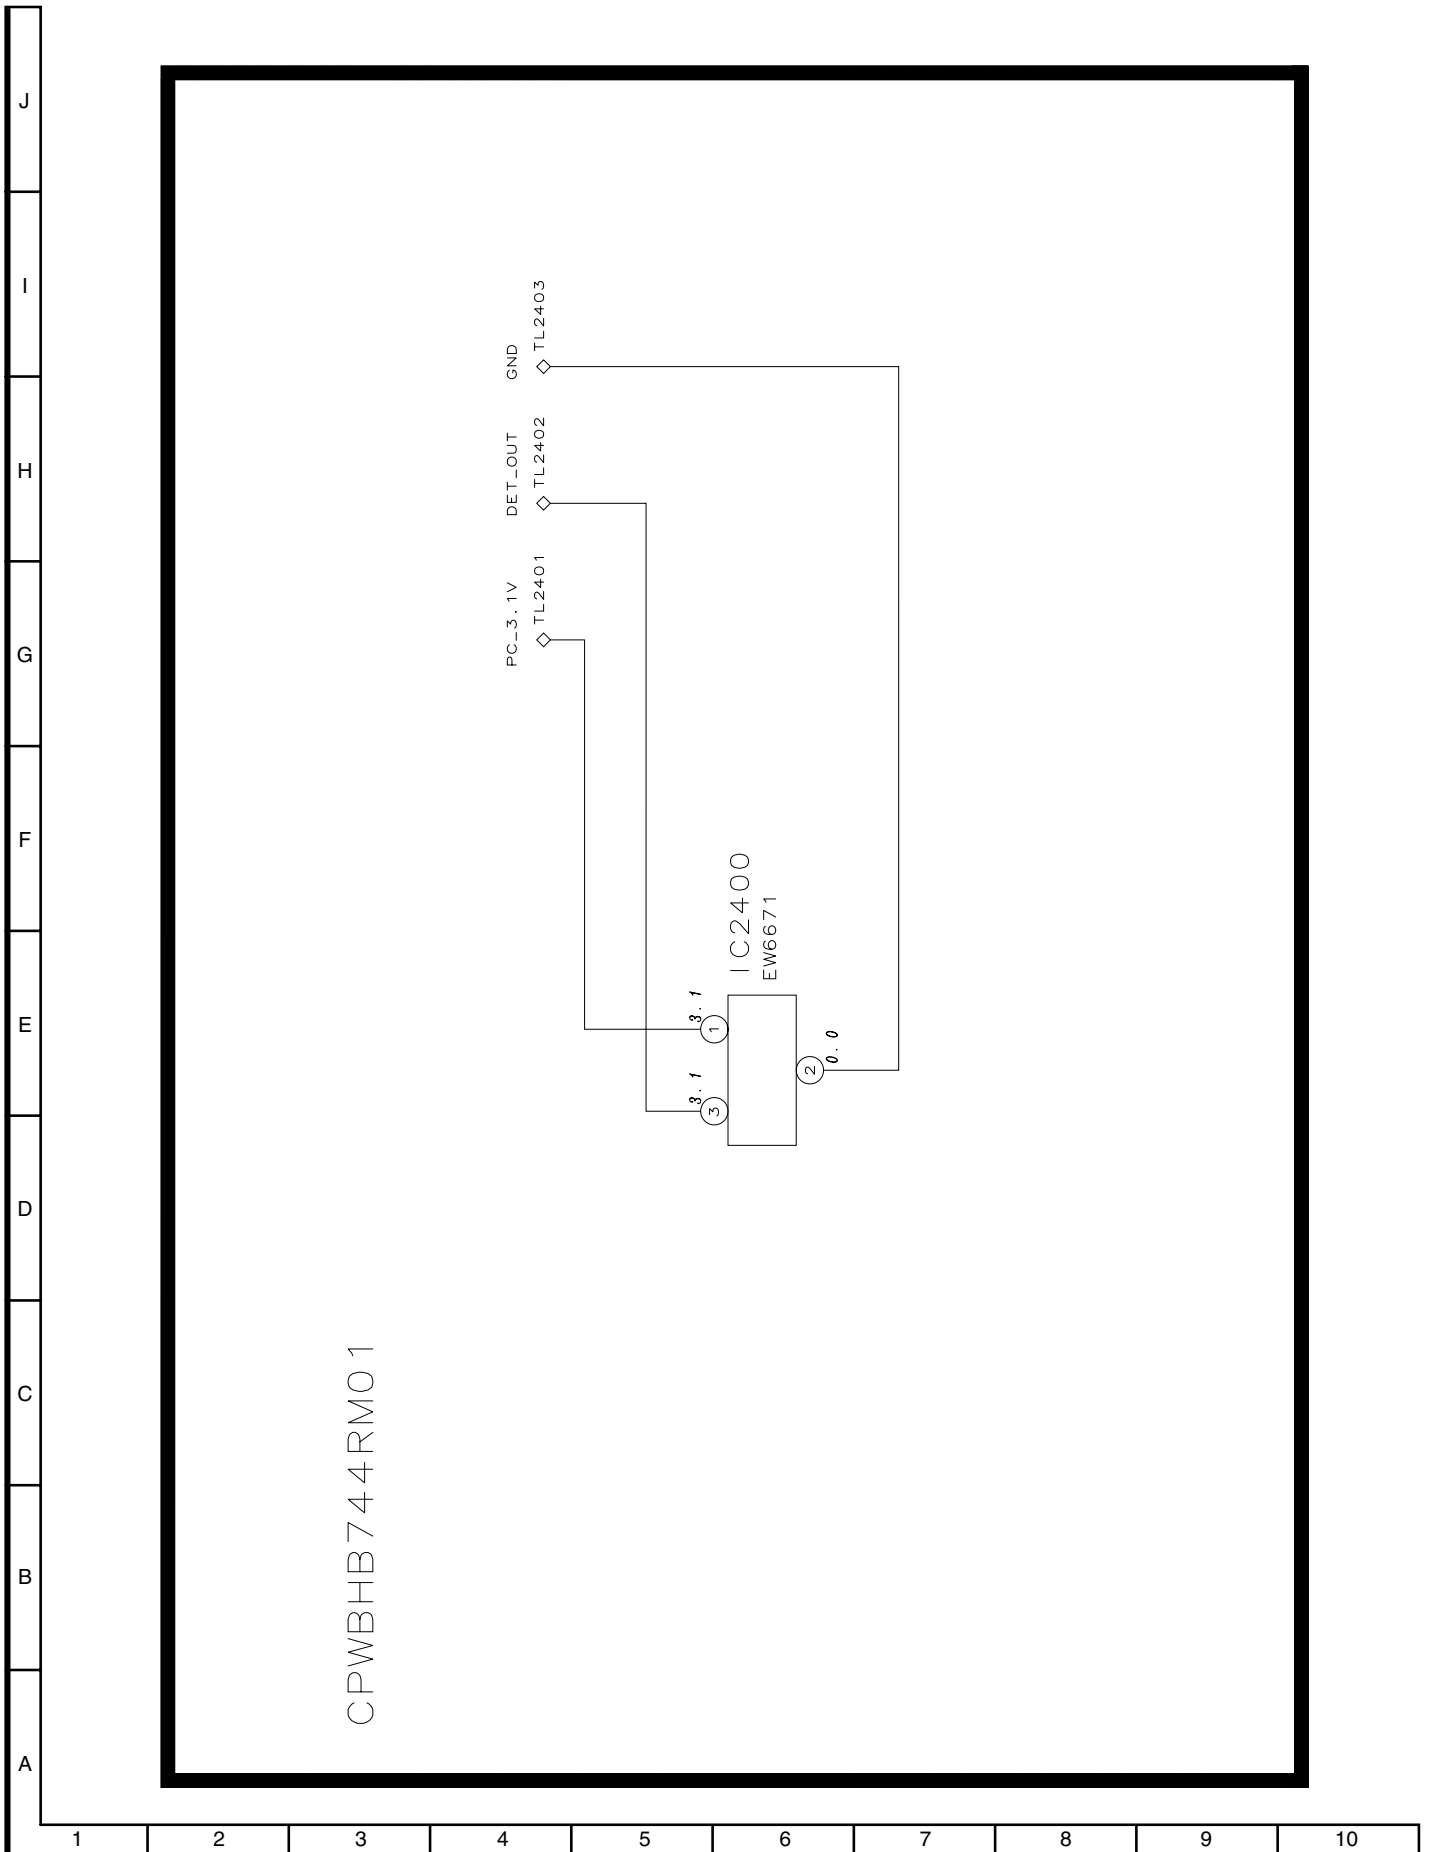 J
I
H
G
F
E
D
C
B
A
1 2 3 4 5 6 7 8 9 10
CPWBHB744RM01
PC_3.1V
TL2401
DET_OUT
TL2402
GND
TL2403
IC2400
EW6671
3
3.1
1
3.1
2
0.0